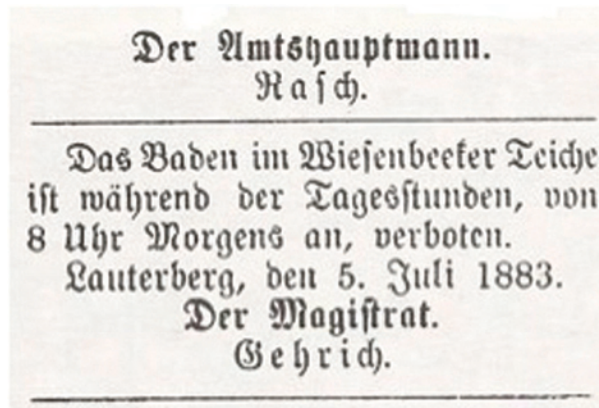 Der Amtshauptmann.
Rasch.
Das Baden im Wiesenbeeker Teiche
ist während der Tagesstunden, von
8 Uhr Morgens an, verboten.
Lauterberg, den 5. Juli 1883.
Der Magistrat.
Gehrich.